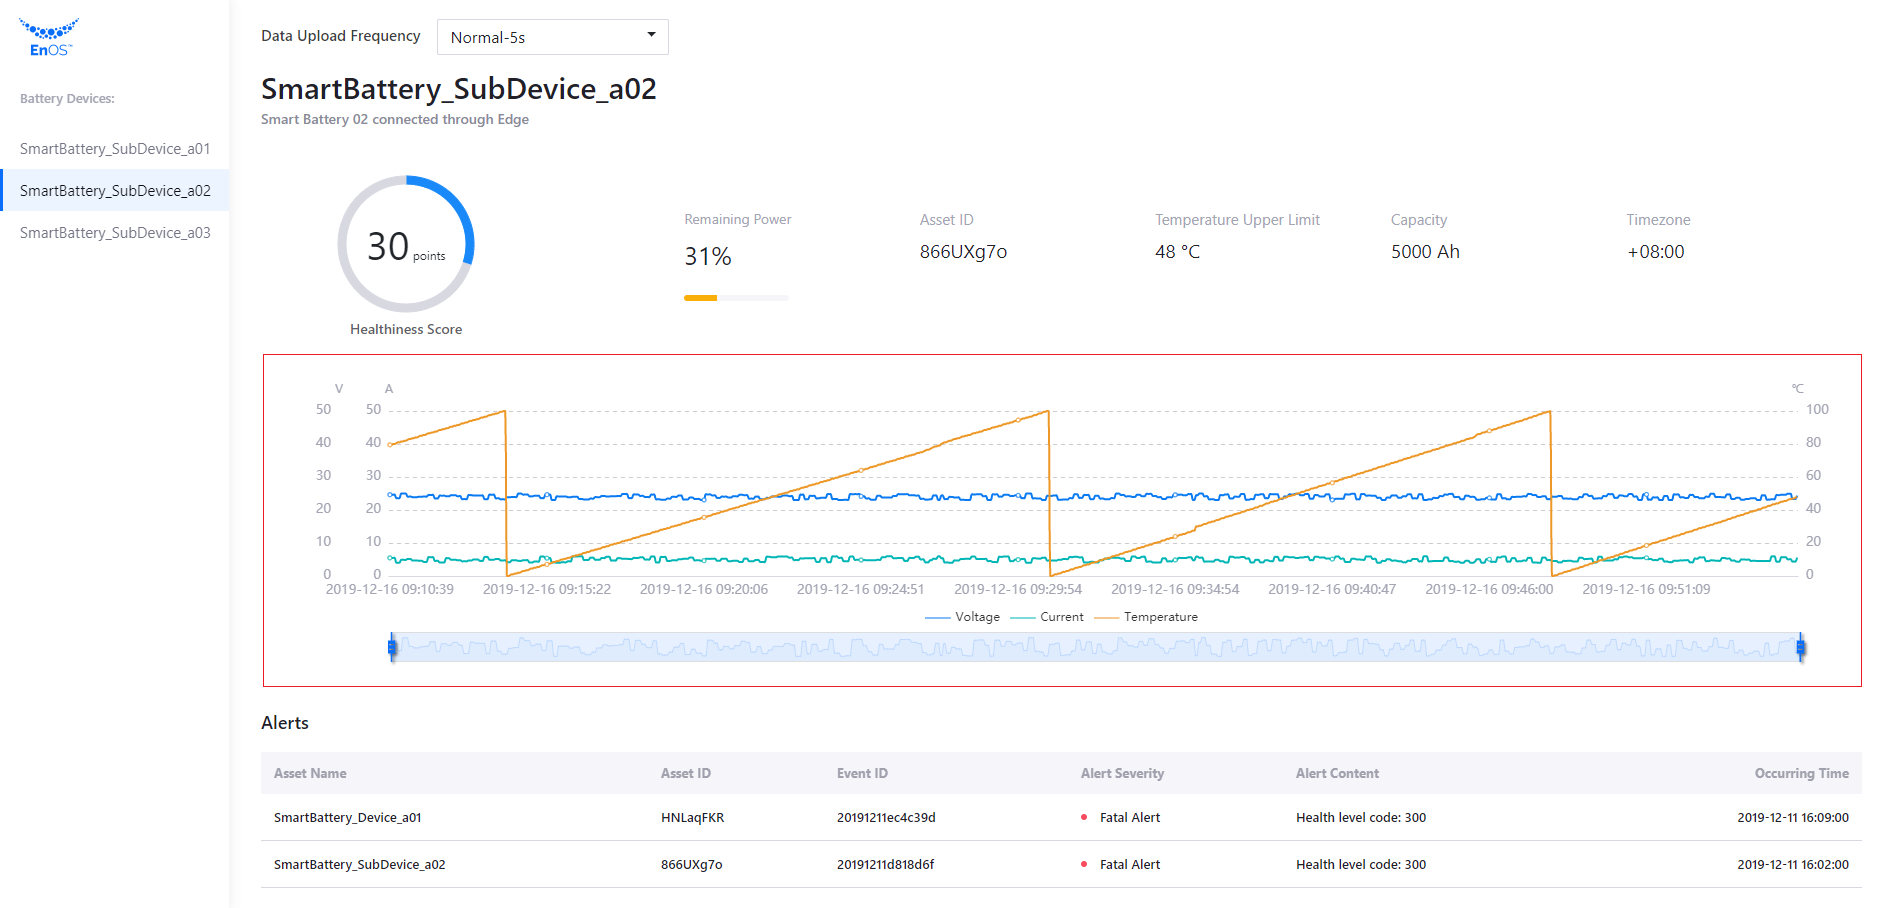 EnOS™
Battery Devices:
SmartBattery_SubDevice_a01
SmartBattery_SubDevice_a02
SmartBattery_SubDevice_a03
Data Upload Frequency Normal-5s
SmartBattery_SubDevice_a02
Smart Battery 02 connected through Edge
30 points
Healthiness Score
Remaining Power
31%
Asset ID
866UXg7o
Temperature Upper Limit
48 °C
Capacity
5000 Ah
Timezone
+08:00
V A °C
50 50 100
40 40 80
30 30 60
20 20 40
10 10 20
0 0 0
2019-12-16 09:10:39 2019-12-16 09:15:22 2019-12-16 09:20:06 2019-12-16 09:24:51 2019-12-16 09:29:54 2019-12-16 09:34:54 2019-12-16 09:40:47 2019-12-16 09:46:00 2019-12-16 09:51:09
Voltage Current Temperature
Alerts
Asset Name Asset ID Event ID Alert Severity Alert Content Occurring Time
SmartBattery_Device_a01 HNLaqFKR 20191211ec4c39d Fatal Alert Health level code: 300 2019-12-11 16:09:00
SmartBattery_SubDevice_a02 866UXg7o 20191211d818d6f Fatal Alert Health level code: 300 2019-12-11 16:02:00